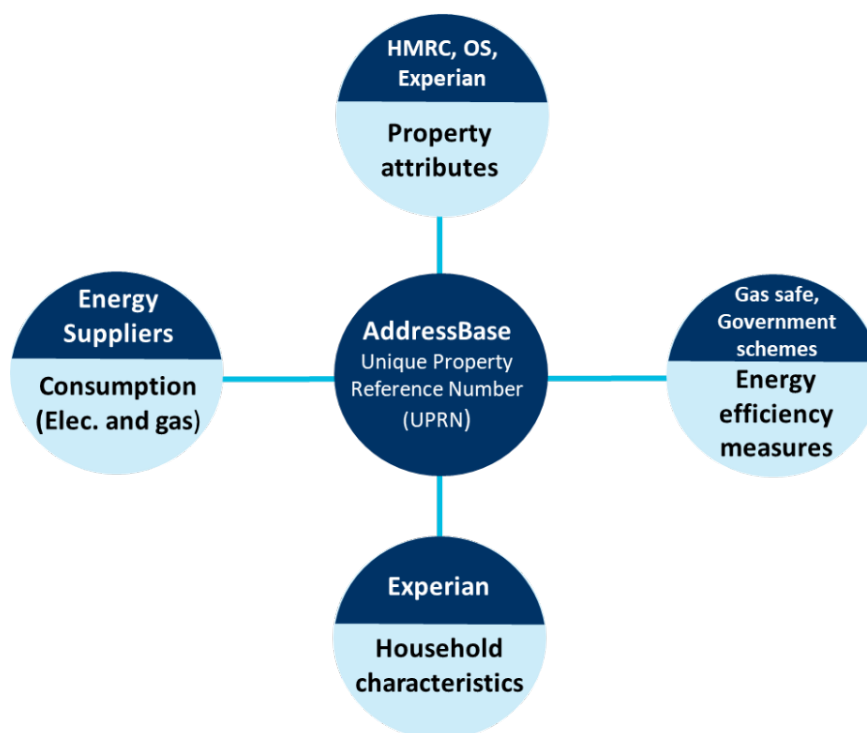 HMRC, OS,
Experian
Property
attributes
Energy
Suppliers
Consumption
(Elec. and gas)
AddressBase
Unique Property
Reference Number
(UPRN)
Gas safe,
Government
schemes
Energy
efficiency
measures
Experian
Household
characteristics